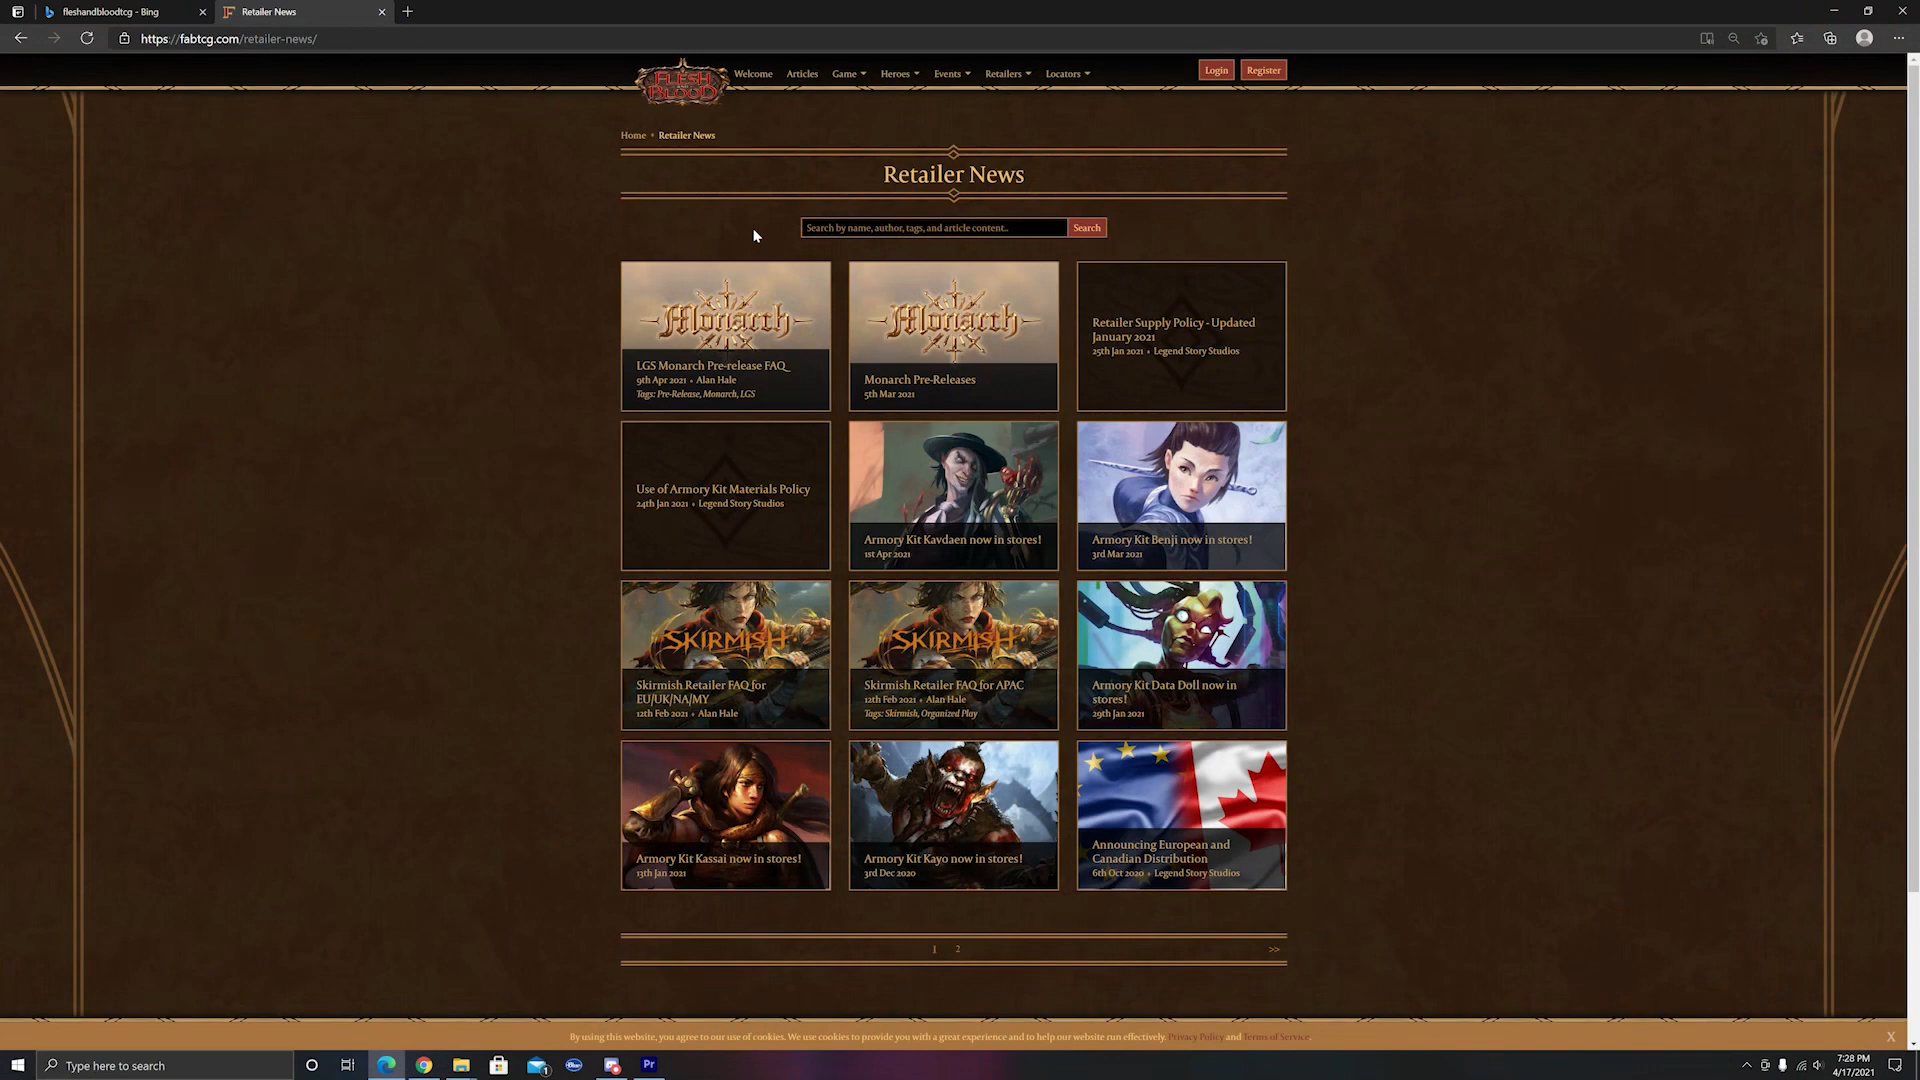 fleshandbloodtcg - Bing
Retailer News
https://fabtcg.com/retailer-news/
FLESH AND BLOOD
Welcome Articles Game Heroes Events Retailers Locators
Login Register
Home • Retailer News
Retailer News
Search by name, author, tags, and article content..
Search
Monarch
LGS Monarch Pre-release FAQ
9th Apr 2021 • Alan Hale
Tags: Pre-Release, Monarch, LGS
Monarch
Monarch Pre-Releases
5th Mar 2021
Retailer Supply Policy - Updated
January 2021
25th Jan 2021 • Legend Story Studios
Use of Armory Kit Materials Policy
24th Jan 2021 • Legend Story Studios
Armory Kit Kavdaen now in stores!
1st Apr 2021
Armory Kit Benji now in stores!
3rd Mar 2021
SKIRMISH
Skirmish Retailer FAQ for
EU/UK/NA/MY
12th Feb 2021 • Alan Hale
SKIRMISH
Skirmish Retailer FAQ for APAC
12th Feb 2021 • Alan Hale
Tags: Skirmish, Organized Play
Armory Kit Data Doll now in
stores!
29th Jan 2021
Armory Kit Kassai now in stores!
13th Jan 2021
Armory Kit Kayo now in stores!
3rd Dec 2020
Announcing European and
Canadian Distribution
6th Oct 2020 • Legend Story Studios
1 2 >>
By using this website, you agree to our use of cookies. We use cookies to provide you with a great experience and to help our website run effectively. Privacy Policy and Terms of Service.
X
Type here to search
1
Blue
Pr
7:28 PM
4/17/2021